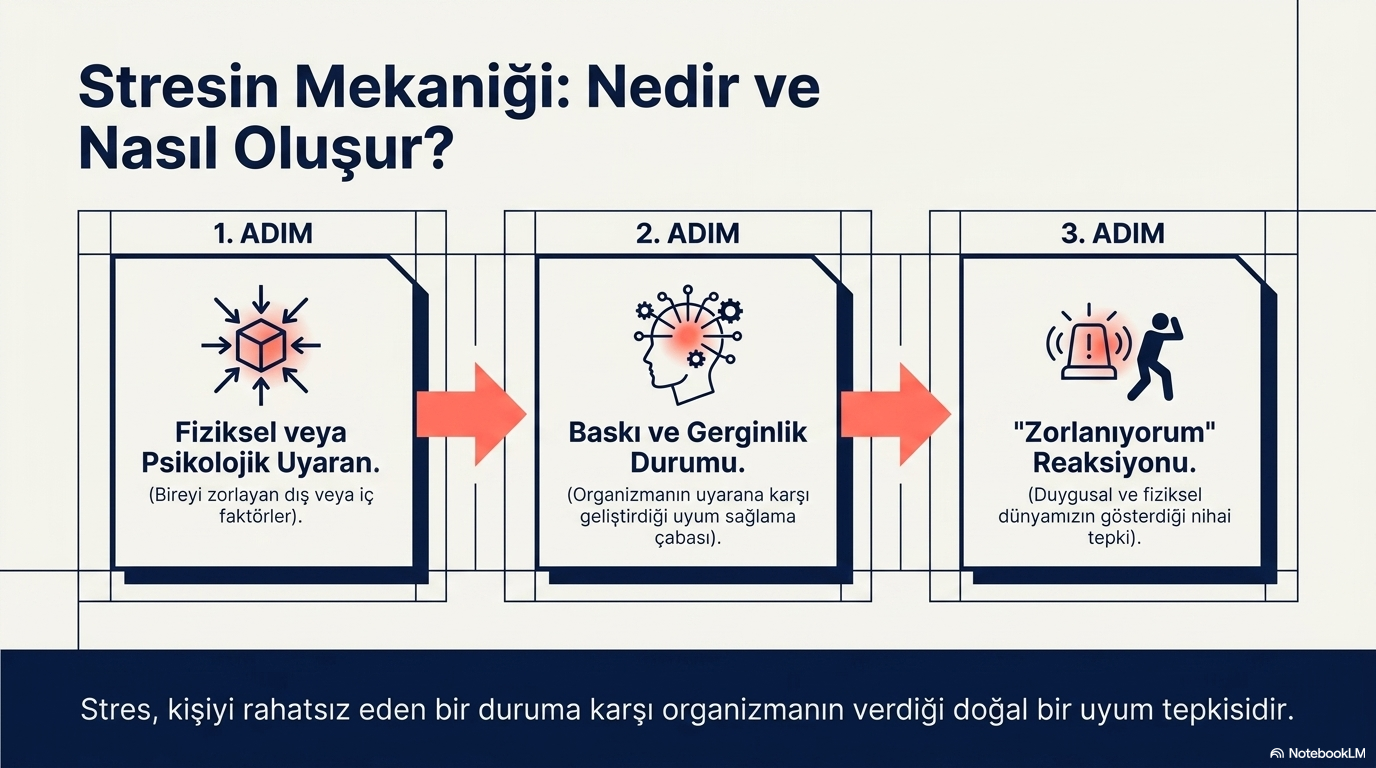 Stresin Mekaniği: Nedir ve
Nasıl Oluşur?
1. ADIM
Fiziksel veya
Psikolojik Uyaran.
(Bireyi zorlayan dış veya iç
faktörler).
2. ADIM
Baskı ve Gerginlik
Durumu.
(Organizmanın uyarana karşı
geliştirdiği uyum sağlama
çabası).
3. ADIM
"Zorlanıyorum"
Reaksiyonu.
(Duygusal ve fiziksel
dünyamızın gösterdiği nihai
tepki).
Stres, kişiyi rahatsız eden bir duruma karşı organizmanın verdiği doğal bir uyum tepkisidir.
NotebookLM